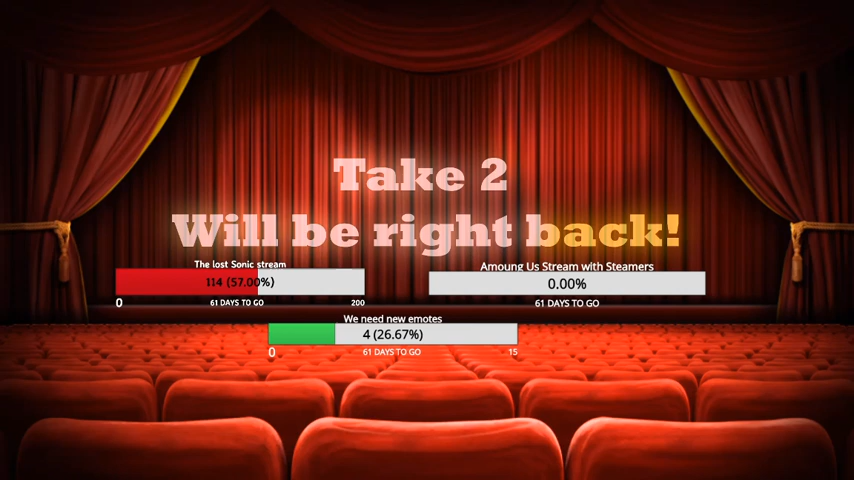 Take 2
Will be right back!
The lost Sonic stream
114 (57.00%)
0 61 DAYS TO GO 200
Amoung Us Stream with Steamers
0.00%
61 DAYS TO GO
We need new emotes
4 (26.67%)
0 61 DAYS TO GO 15